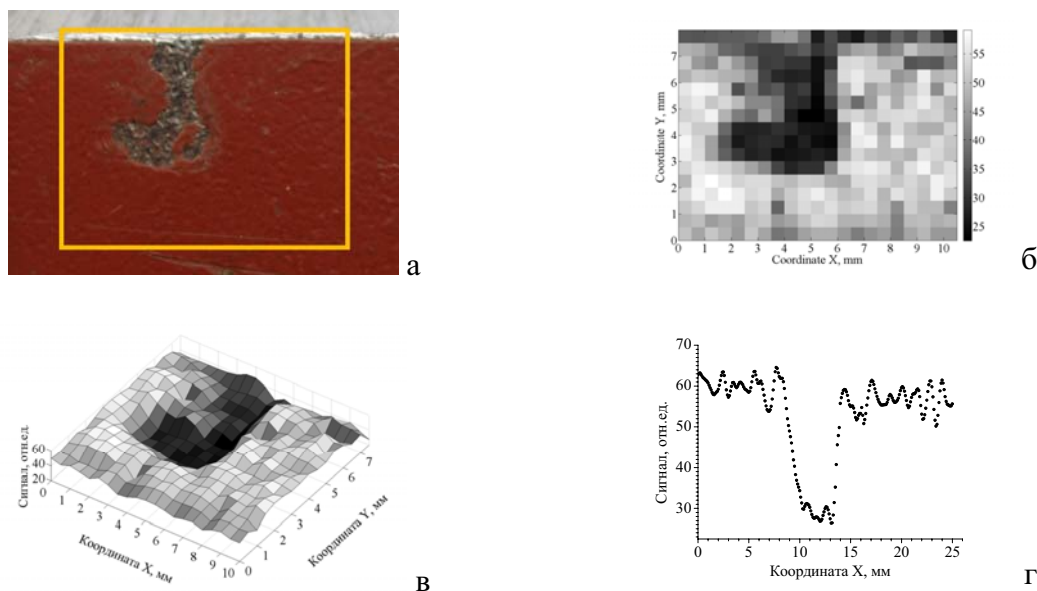 а
7
6
5
4
3
2
1
0
Coordinate Y, mm
0 1 2 3 4 5 6 7 8 9 10
Coordinate X, mm
55
50
45
40
35
30
25
б
60
40
20
Сигнал, отн.ед.
0 1 2 3 4 5 6 7 8 9 10
Координата X, мм
0 1 2 3 4 5 6 7
Координата Y, мм
в
70
60
50
40
30
Сигнал, отн.ед.
0 5 10 15 20 25
Координата X, мм
г